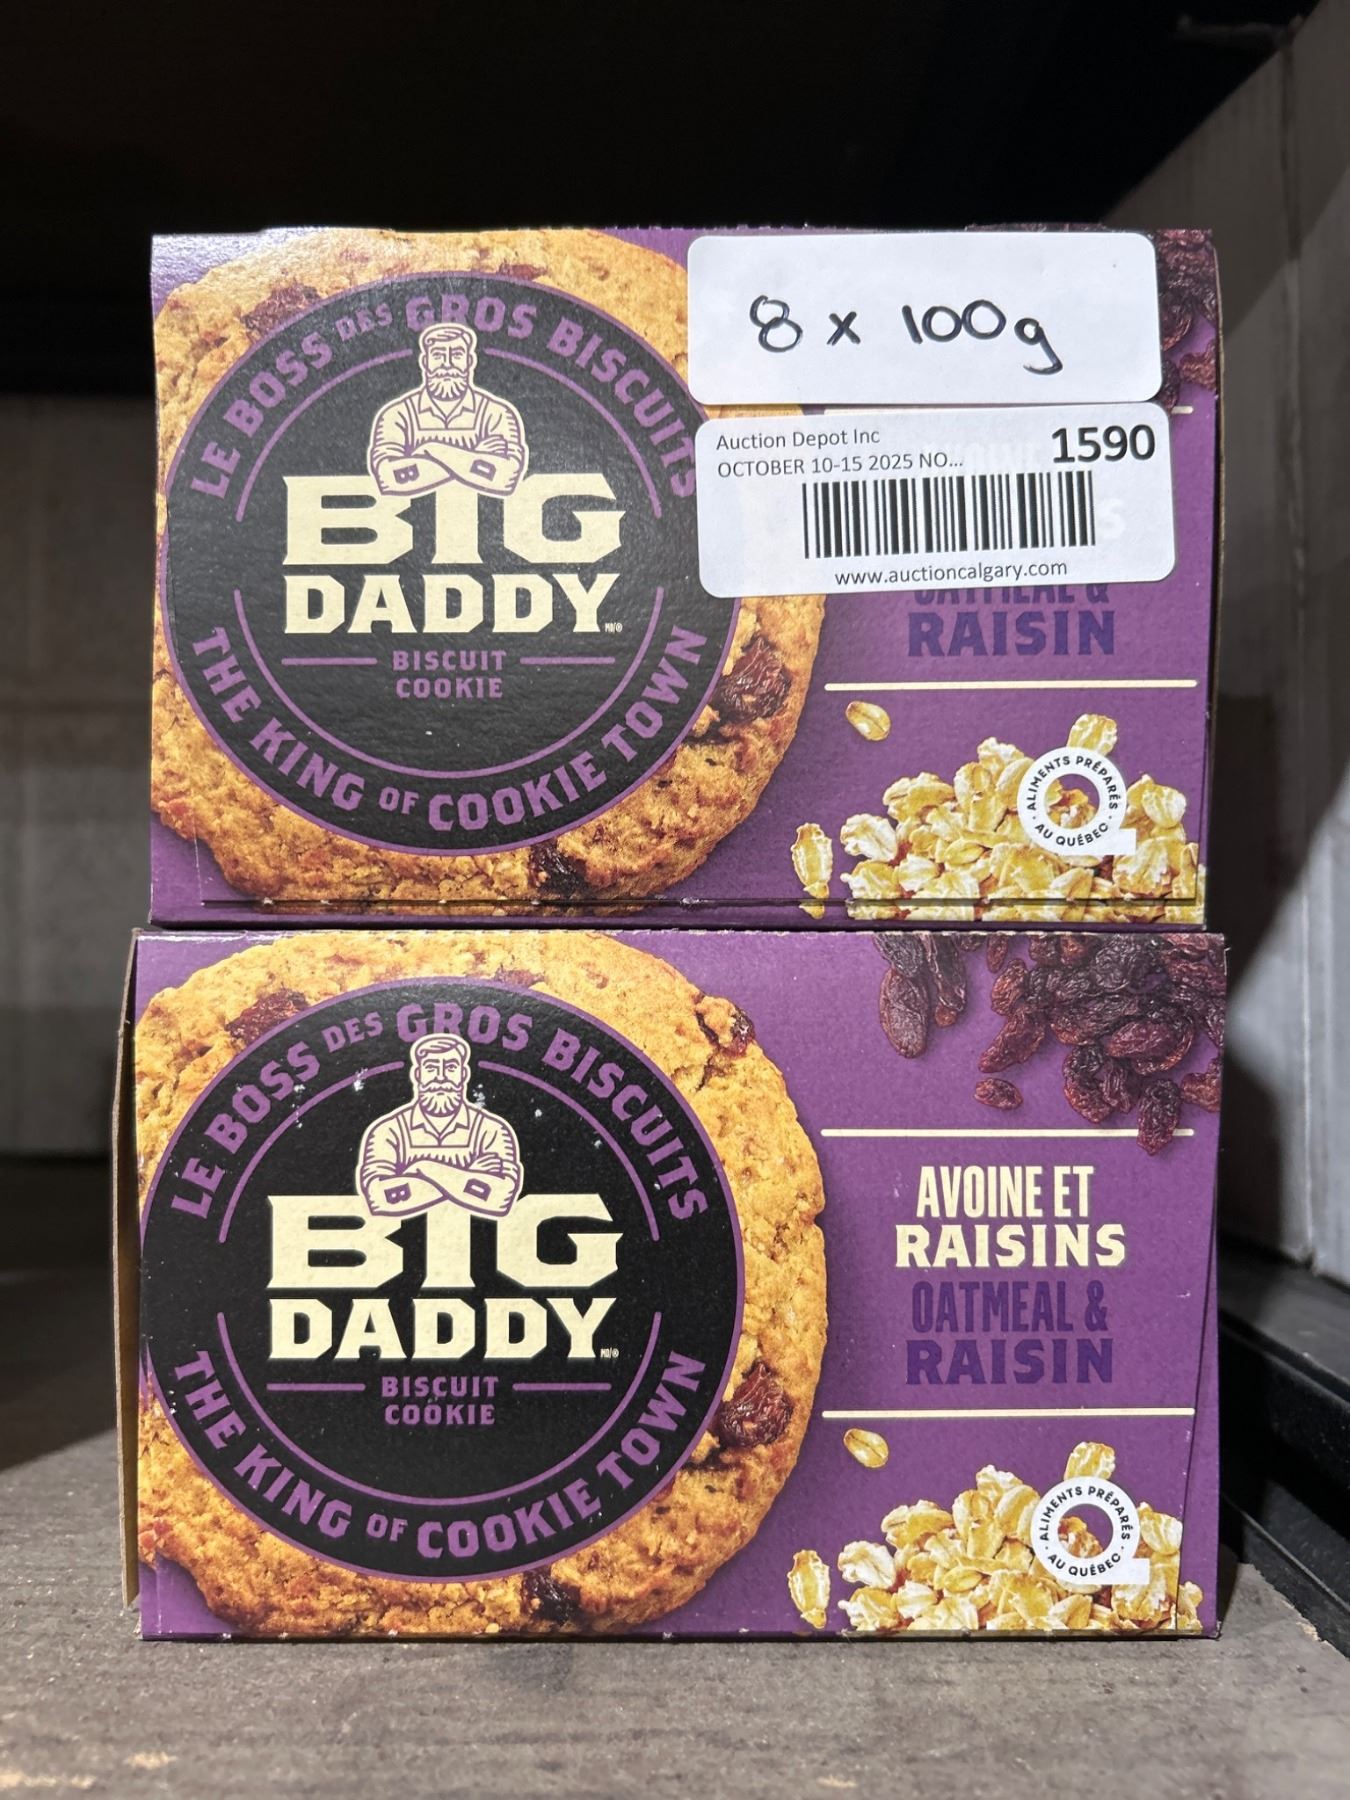 8 x 100g
Auction Depot Inc
1590
OCTOBER 10-15 2025 NO...
www.auctioncalgary.com
LE BOSS DES GROS BISCUITS
B D
BIG
DADDY
MD/®
BISCUIT
COOKIE
THE KING OF COOKIE TOWN
OATMEAL &
RAISIN
ALIMENTS PRÉPARÉS
AU QUÉBEC
LE BOSS DES GROS BISCUITS
B D
BIG
DADDY
MD/®
BISCUIT
COOKIE
THE KING OF COOKIE TOWN
AVOINE ET
RAISINS
OATMEAL &
RAISIN
ALIMENTS PRÉPARÉS
AU QUÉBEC